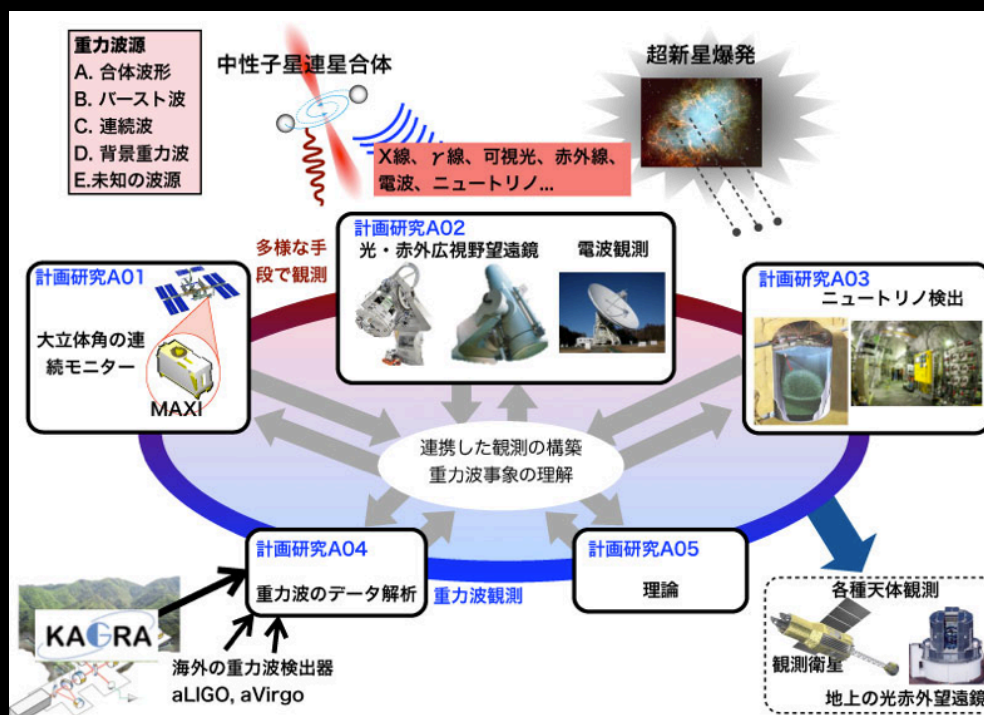 重力波源
A. 合体波形
B. バースト波
C. 連続波
D. 背景重力波
E.未知の波源
中性子星連星合体
超新星爆発
X線、γ線、可視光、赤外線、
電波、ニュートリノ...
多様な手
段で観測
計画研究A02
光・赤外広視野望遠鏡
電波観測
計画研究A01
大立体角の連
続モニター
MAXI
計画研究A03
ニュートリノ検出
連携した観測の構築
重力波事象の理解
計画研究A04
重力波のデータ解析
重力波観測
計画研究A05
理論
KAGRA
海外の重力波検出器
aLIGO, aVirgo
各種天体観測
観測衛星
地上の光赤外望遠鏡